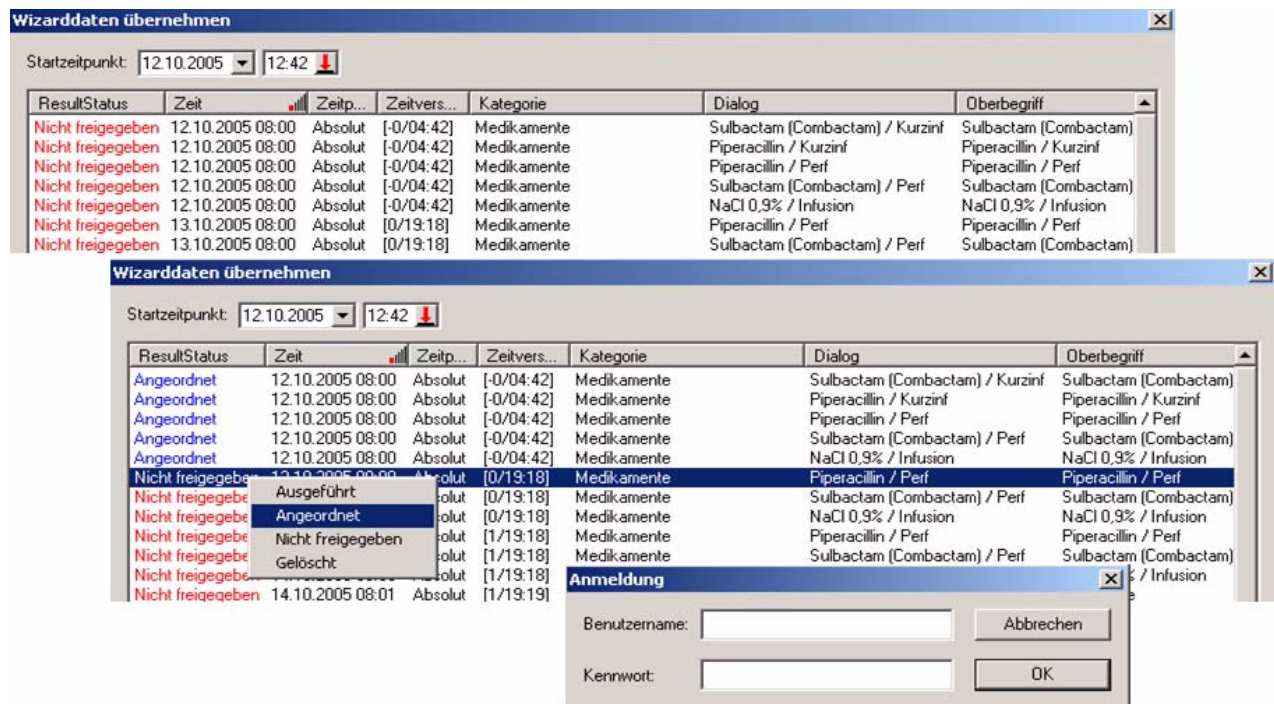 Wizarddaten übernehmen
Startzeitpunkt: 12.10.2005 12:42
ResultStatus Zeit Zeitp... Zeitvers... Kategorie Dialog Oberbegriff
Nicht freigegeben 12.10.2005 08:00 Absolut [-0/04:42] Medikamente Sulbactam (Combactam) / Kurzinf Sulbactam (Combactam)
Nicht freigegeben 12.10.2005 08:00 Absolut [-0/04:42] Medikamente Piperacillin / Kurzinf Piperacillin / Kurzinf
Nicht freigegeben 12.10.2005 08:00 Absolut [-0/04:42] Medikamente Piperacillin / Perf Piperacillin / Perf
Nicht freigegeben 12.10.2005 08:00 Absolut [-0/04:42] Medikamente Sulbactam (Combactam) / Perf Sulbactam (Combactam)
Nicht freigegeben 12.10.2005 08:00 Absolut [-0/04:42] Medikamente NaCl 0,9% / Infusion NaCl 0,9% / Infusion
Nicht freigegeben 13.10.2005 08:00 Absolut [0/19:18] Medikamente Piperacillin / Perf Piperacillin / Perf
Nicht freigegeben 13.10.2005 08:00 Absolut [0/19:18] Medikamente Sulbactam (Combactam) / Perf Sulbactam (Combactam)
Wizarddaten übernehmen
Startzeitpunkt: 12.10.2005 12:42
ResultStatus Zeit Zeitp... Zeitvers... Kategorie Dialog Oberbegriff
Angeordnet 12.10.2005 08:00 Absolut [-0/04:42] Medikamente Sulbactam (Combactam) / Kurzinf Sulbactam (Combactam)
Angeordnet 12.10.2005 08:00 Absolut [-0/04:42] Medikamente Piperacillin / Kurzinf Piperacillin / Kurzinf
Angeordnet 12.10.2005 08:00 Absolut [-0/04:42] Medikamente Piperacillin / Perf Piperacillin / Perf
Angeordnet 12.10.2005 08:00 Absolut [-0/04:42] Medikamente Sulbactam (Combactam) / Perf Sulbactam (Combactam)
Angeordnet 12.10.2005 08:00 Absolut [-0/04:42] Medikamente NaCl 0,9% / Infusion NaCl 0,9% / Infusion
Nicht [0/19:18] Medikamente Piperacillin / Perf Piperacillin / Perf
Nicht [0/19:18] Medikamente Sulbactam (Combactam) / Perf Sulbactam (Combactam)
Nicht [0/19:18] Medikamente NaCl 0,9% / Infusion NaCl 0,9% / Infusion
Nicht [1/19:18] Medikamente Piperacillin / Perf Piperacillin / Perf
Nicht [1/19:18] Medikamente Sulbactam (Combactam) / Perf Sulbactam (Combactam)
Nicht [1/19:18] / Infusion
Nicht freigegeben 14.10.2005 08:01 Absolut [1/19:19]
Ausgeführt
Angeordnet
Nicht freigegeben
Gelöscht
Anmeldung
Benutzername: Abbrechen
Kennwort: OK